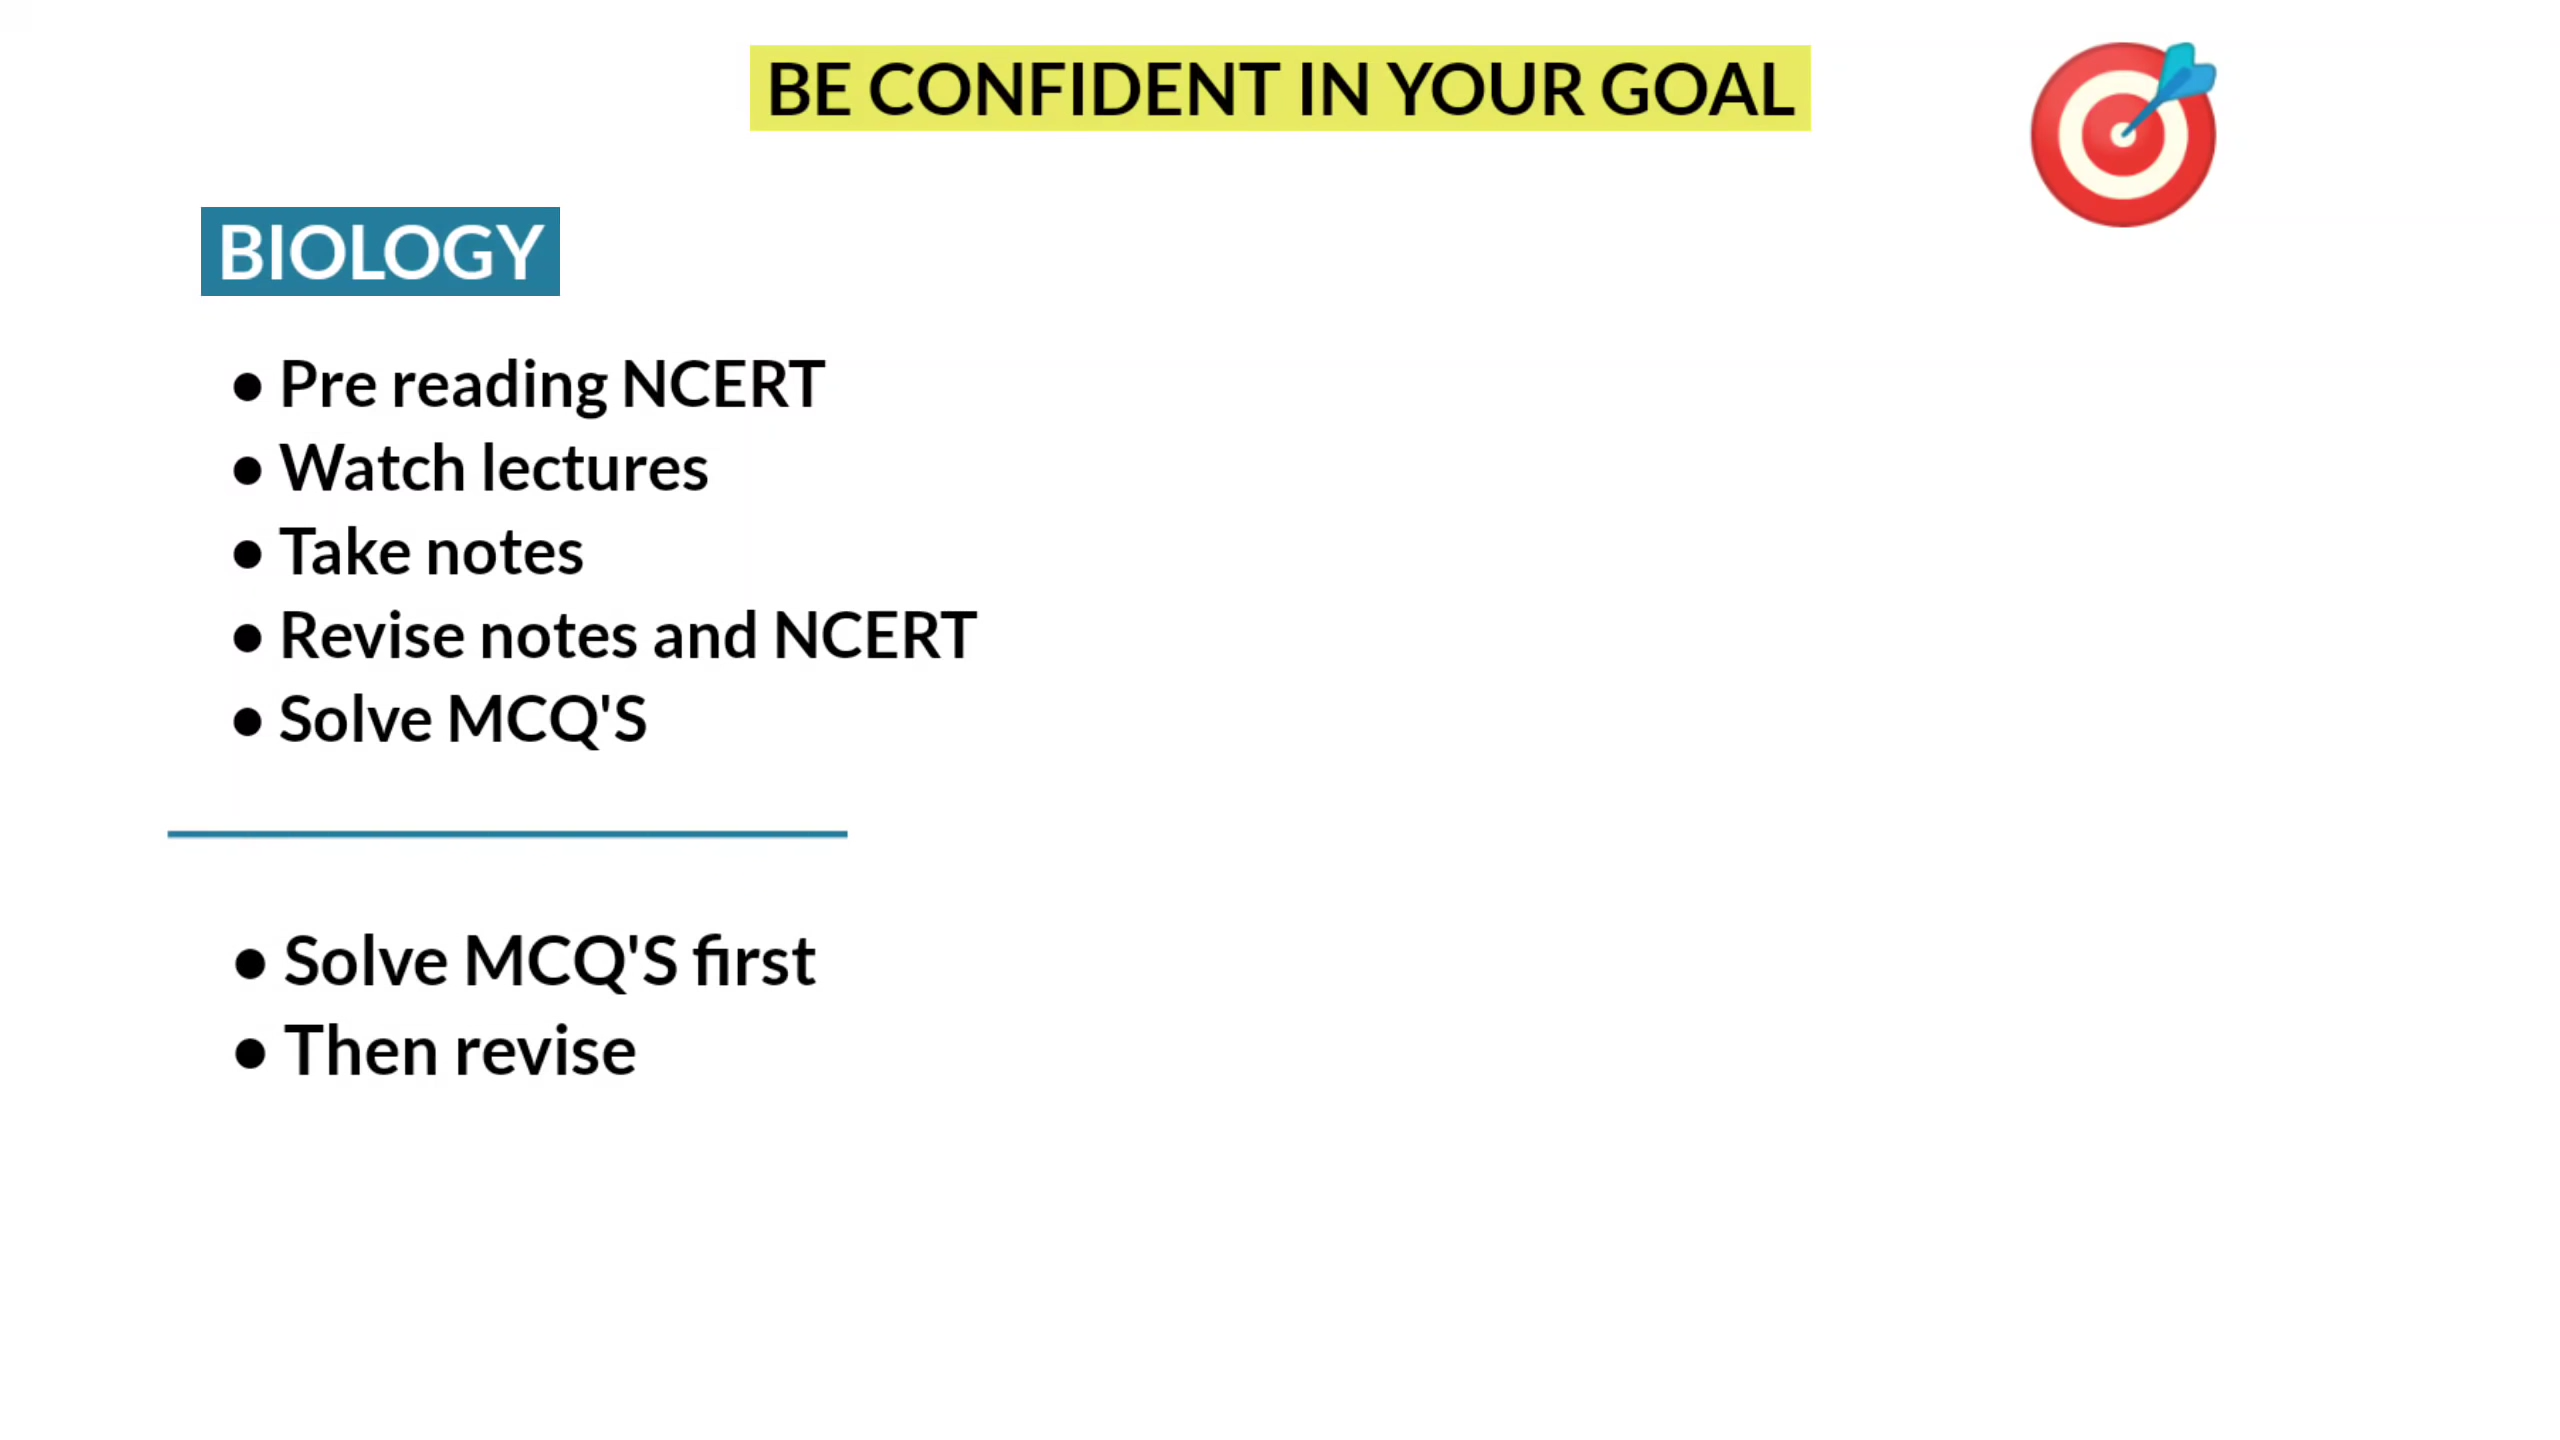 BE CONFIDENT IN YOUR GOAL
BIOLOGY
● Pre reading NCERT
● Watch lectures
● Take notes
● Revise notes and NCERT
● Solve MCQ'S
● Solve MCQ'S first
● Then revise